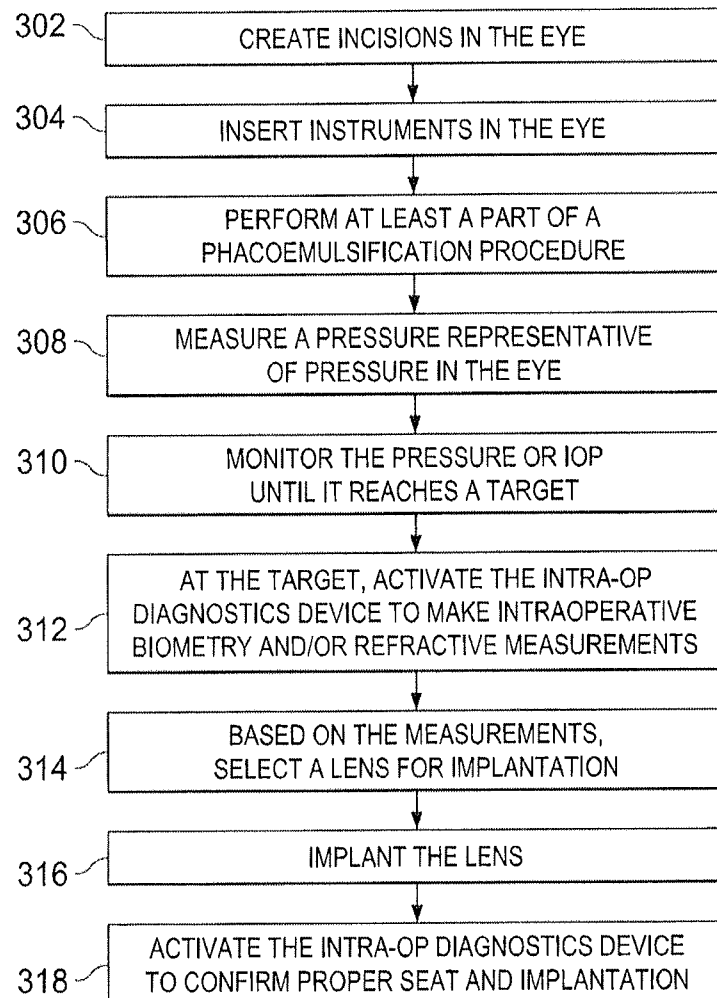 302
CREATE INCISIONS IN THE EYE
304
INSERT INSTRUMENTS IN THE EYE
306
PERFORM AT LEAST A PART OF A
PHACOEMULSIFICATION PROCEDURE
308
MEASURE A PRESSURE REPRESENTATIVE
OF PRESSURE IN THE EYE
310
MONITOR THE PRESSURE OR IOP
UNTIL IT REACHES A TARGET
312
AT THE TARGET, ACTIVATE THE INTRA-OP
DIAGNOSTICS DEVICE TO MAKE INTRAOPERATIVE
BIOMETRY AND/OR REFRACTIVE MEASUREMENTS
314
BASED ON THE MEASUREMENTS,
SELECT A LENS FOR IMPLANTATION
316
IMPLANT THE LENS
318
ACTIVATE THE INTRA-OP DIAGNOSTICS DEVICE
TO CONFIRM PROPER SEAT AND IMPLANTATION